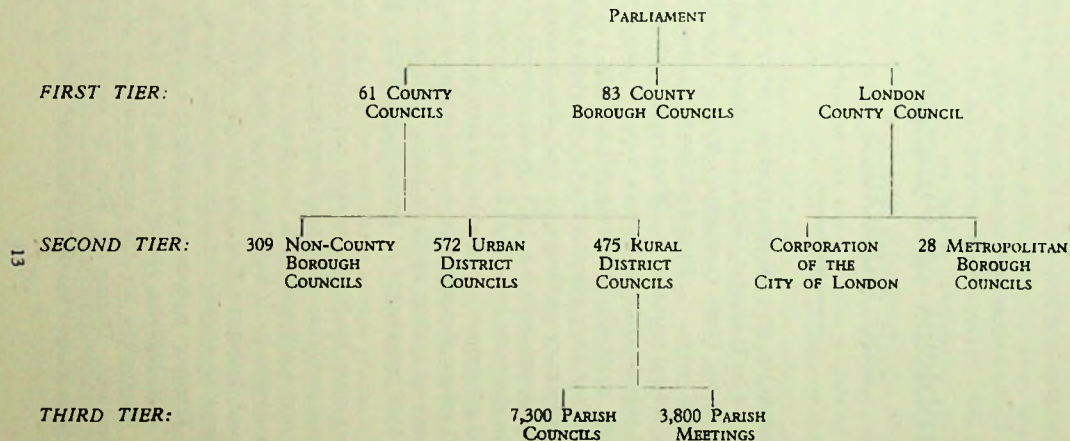 PARLIAMENT
FIRST TIER:
61 COUNTY
COUNCILS
83 COUNTY
BOROUGH COUNCILS
LONDON
COUNTY COUNCIL
SECOND TIER:
309 NON-COUNTY
BOROUGH
COUNCILS
572 URBAN
DISTRICT
COUNCILS
475 RURAL
DISTRICT
COUNCILS
CORPORATION
OF THE
CITY OF LONDON
28 METROPOLITAN
BOROUGH
COUNCILS
13
THIRD TIER:
7,300 PARISH
COUNCILS
3,800 PARISH
MEETINGS